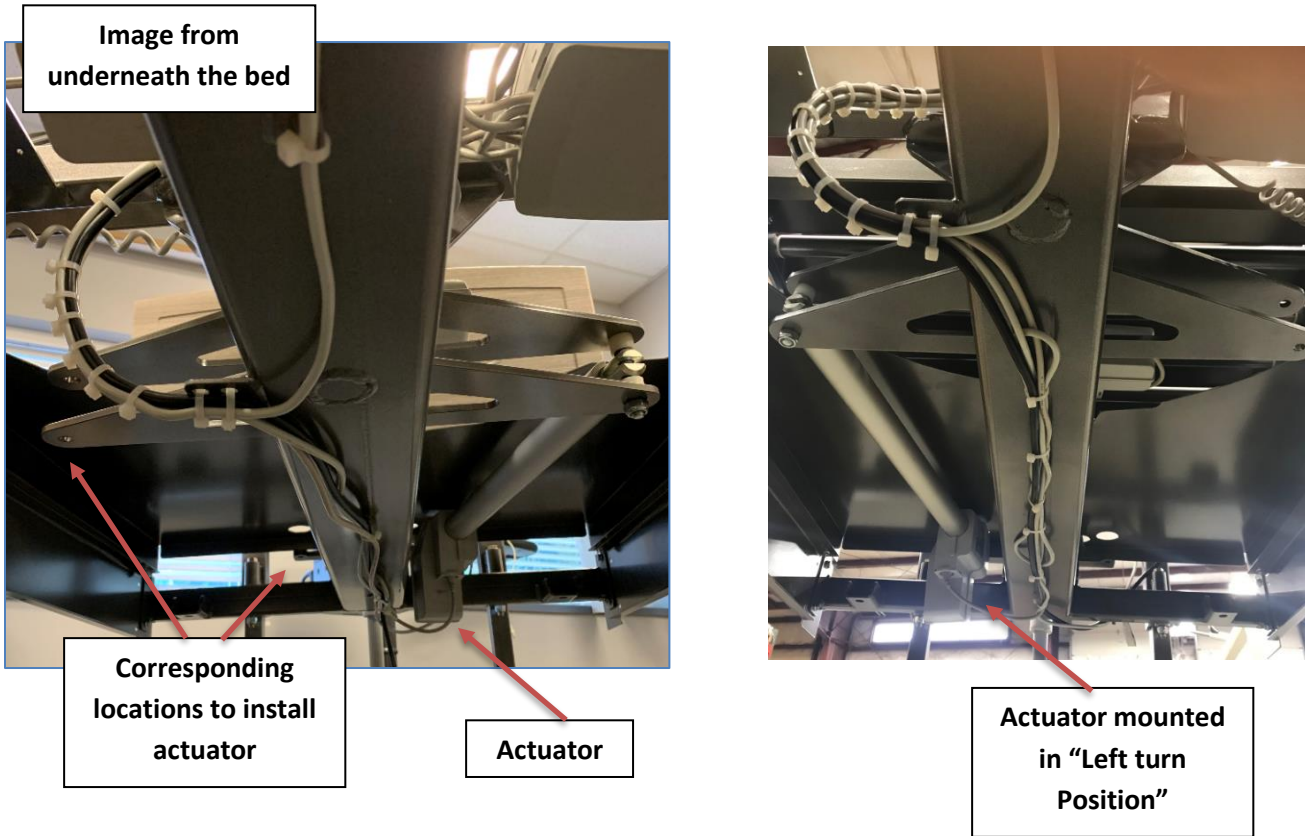 Image from
underneath the bed
Corresponding
locations to install
actuator
Actuator
Actuator mounted
in “Left turn
Position”